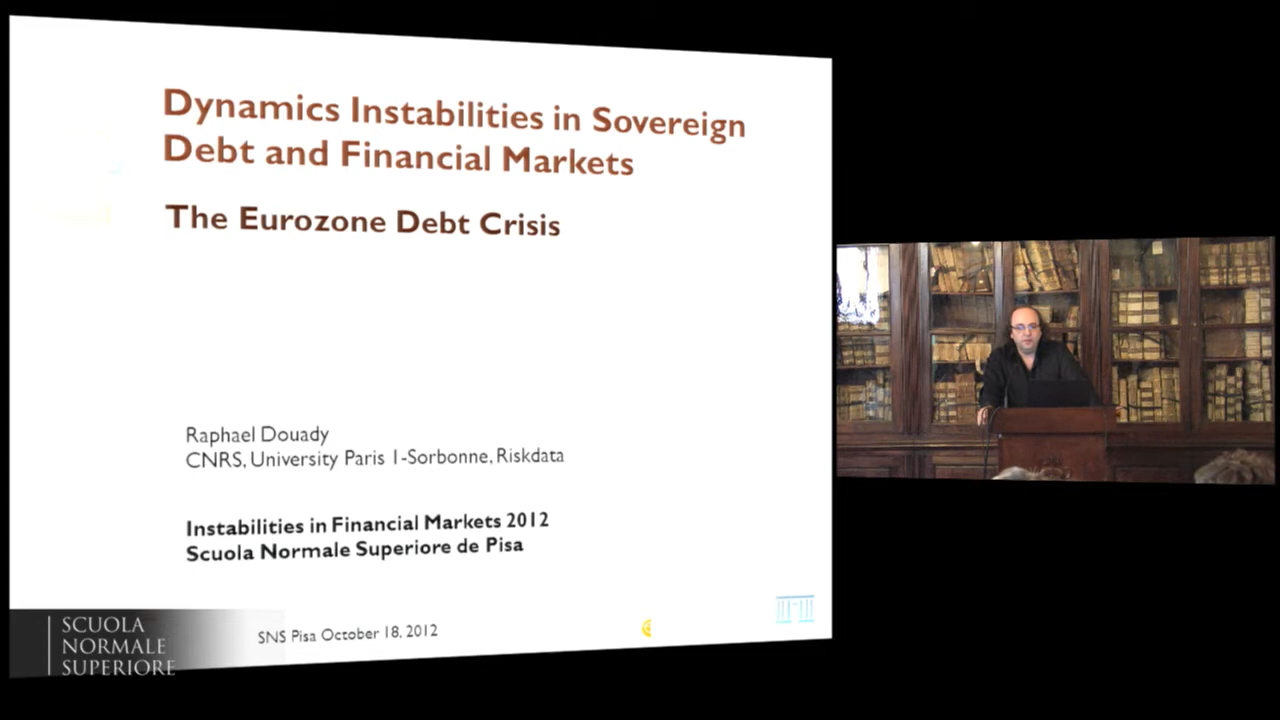 Dynamics Instabilities in Sovereign
Debt and Financial Markets
The Eurozone Debt Crisis
Raphael Douady
CNRS, University Paris 1-Sorbonne, Riskdata
Instabilities in Financial Markets 2012
Scuola Normale Superiore de Pisa
SNS Pisa October 18, 2012
SCUOLA
NORMALE
SUPERIORE